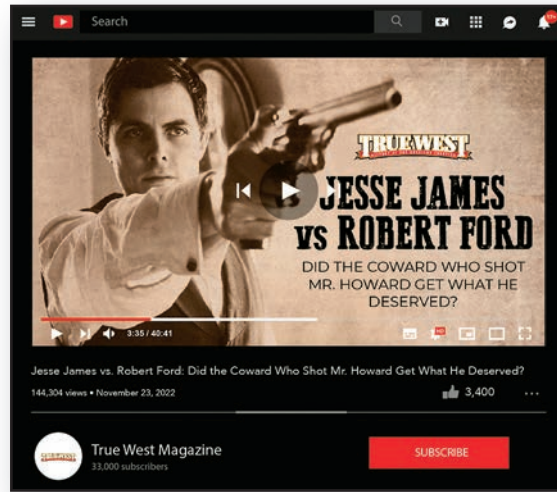 Search
17+
TRUE WEST
JESSE JAMES
VS ROBERT FORD
DID THE COWARD WHO SHOT
MR. HOWARD GET WHAT HE
DESERVED?
3:35 / 40:41
HD
Jesse James vs. Robert Ford: Did the Coward Who Shot Mr. Howard Get What He Deserved?
144,304 views • November 23, 2022
3,400
True West Magazine
33,000 subscribers
SUBSCRIBE